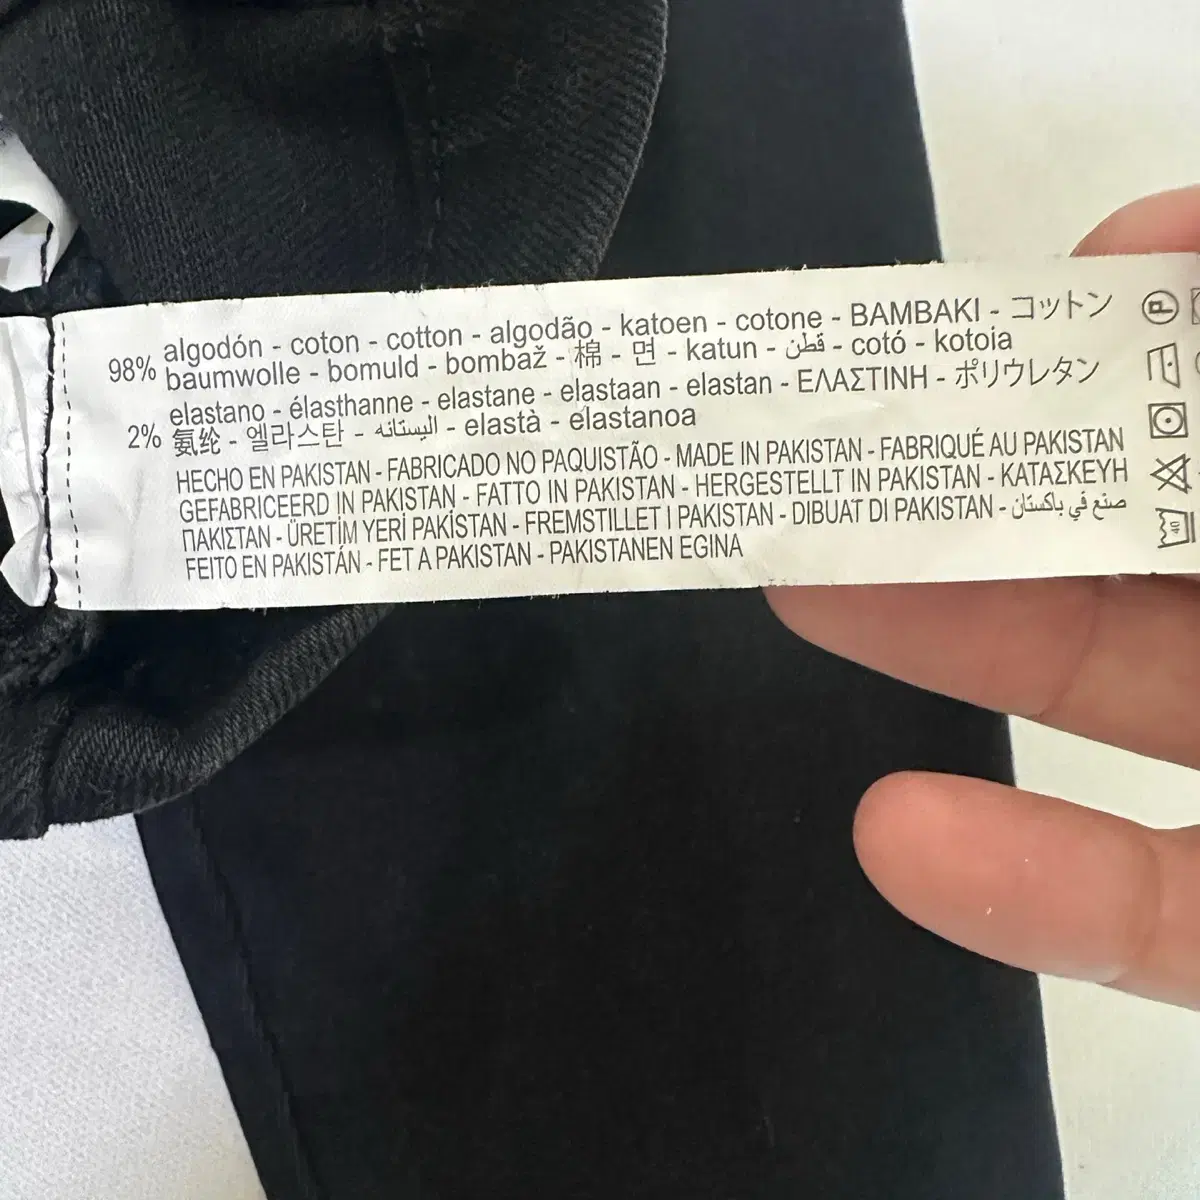 98% algodón - coton - cotton - algodão - katoen - cotone - BAMBAKI - コットン
baumwolle - bomuld - bombaž - 棉 - 면 - katun - قطن - cotó - kotoia
elastano - élasthanne - elastane - elastaan - elastan - ΕΛΑΣΤΙΝΗ - ポリウレタン
2% 氨纶 - 엘라스탄 - اليستانه - elastà - elastanoa
HECHO EN PAKISTAN - FABRICADO NO PAQUISTÃO - MADE IN PAKISTAN - FABRIQUÉ AU PAKISTAN
GEFABRICEERD IN PAKISTAN - FATTO IN PAKISTAN - HERGESTELLT IN PAKISTAN - ΚΑΤΑΣΚΕΥΗ
ΠΑΚΙΣΤΑΝ - ÜRETİM YERİ PAKİSTAN - FREMSTILLET I PAKISTAN - DIBUAT DI PAKISTAN - صنع في باكستان
FEITO EN PAKISTÁN - FET A PAKISTAN - PAKISTANEN EGINA
P
40